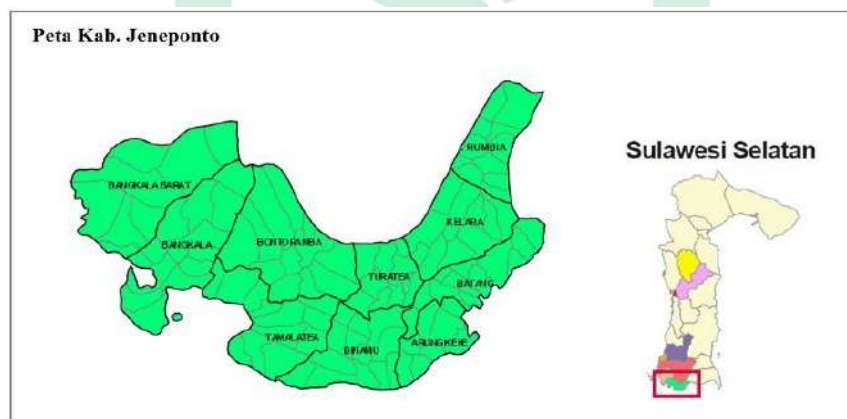 Peta Kab. Jeneponto
RUMBIA
Sulawesi Selatan
BANGKALA BARAT
KELARA
BANGKALA
BONTORAMBA
TURATEA
BATANG
TAMALATEA
BINAMU
ARUNGKEKE